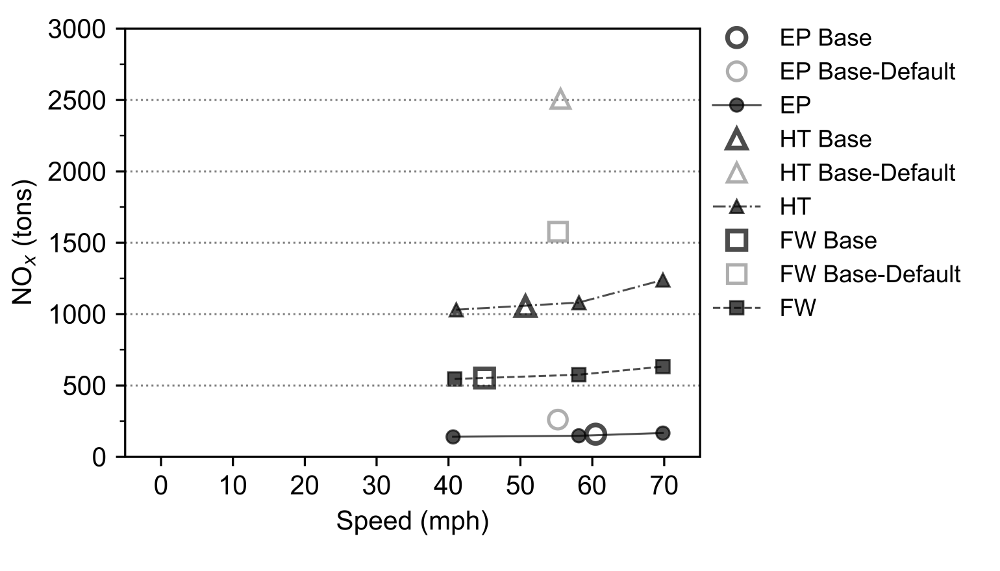 3000
2500
2000
1500
1000
500
0
NOx (tons)
0 10 20 30 40 50 60 70
Speed (mph)
EP Base
EP Base-Default
EP
HT Base
HT Base-Default
HT
FW Base
FW Base-Default
FW